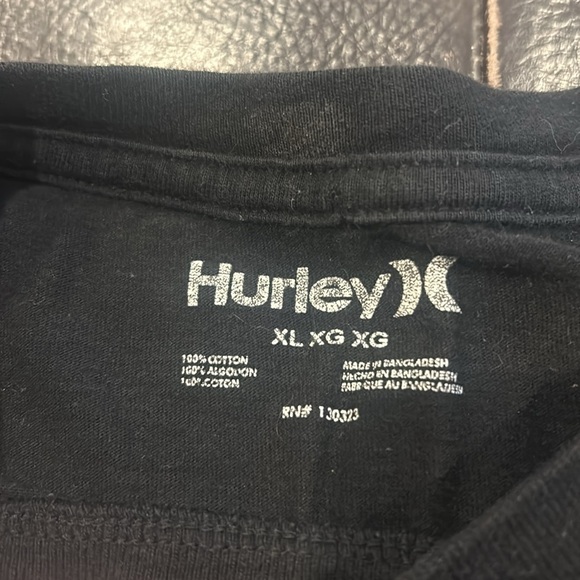 Hurley
XL XG XG
100% COTTON
100% ALGODON
100% COTON
MADE IN BANGLADESH
HECHO EN BANGLADESH
FABRIQUE AU BANGLADESH
RN# 130323